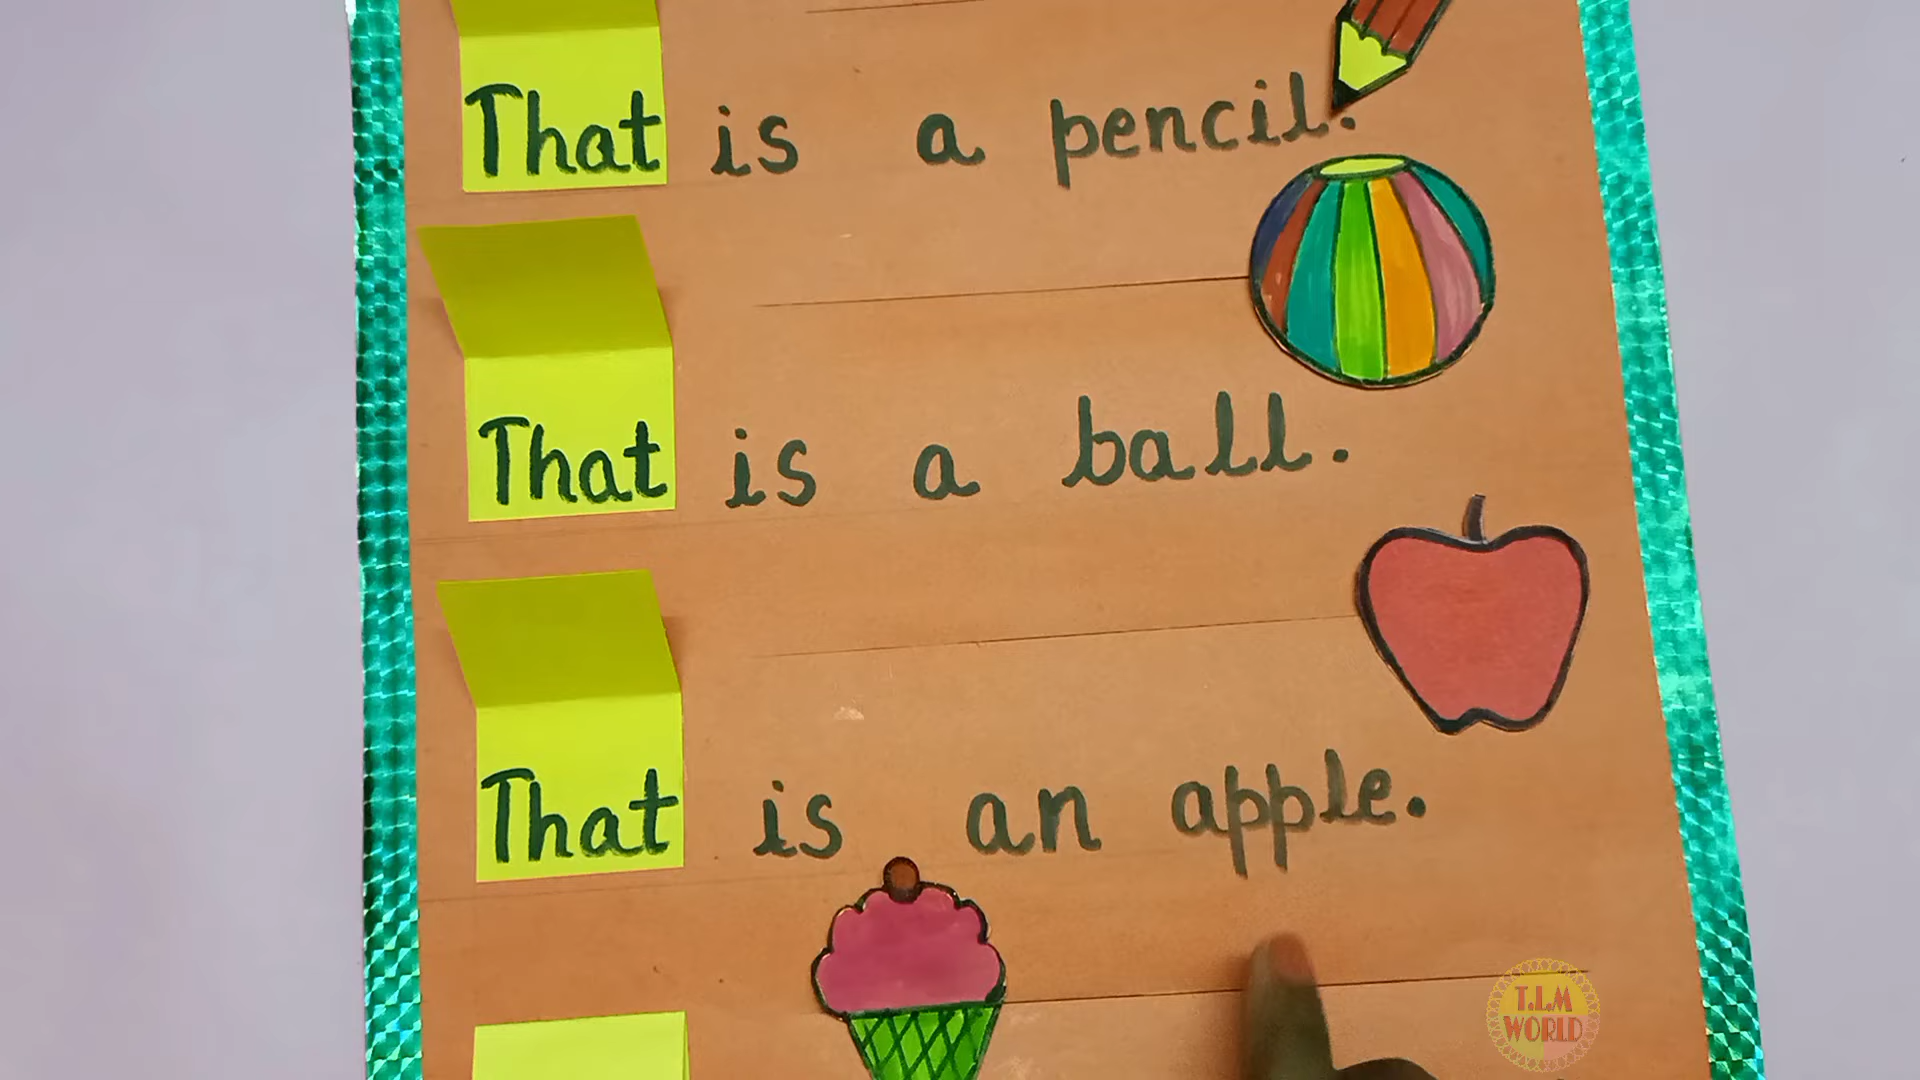 That is a pencil.
That is a ball.
That is an apple.
T.L.M
WORLD